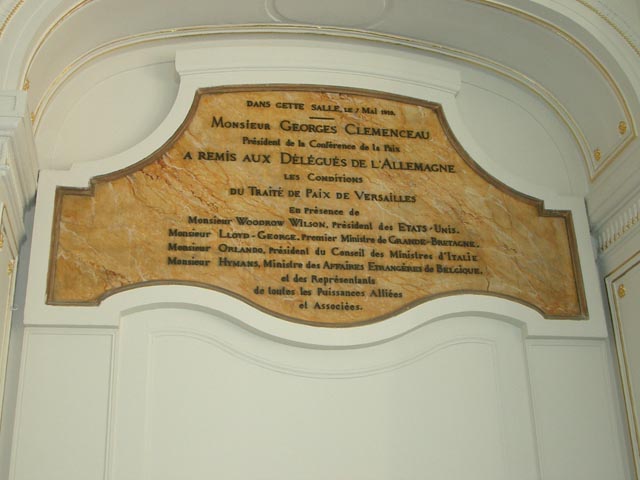 DANS CETTE SALLE, LE 7 MAI 1919,
MONSIEUR GEORGES CLEMENCEAU
Président de la Conférence de la Paix
A REMIS AUX DÉLÉGUÉS DE L'ALLEMAGNE
LES CONDITIONS
DU TRAITÉ DE PAIX DE VERSAILLES
EN Présence de
MONSIEUR WOODROW WILSON, Président des ETATS-UNIS.
MONSIEUR LLOYD-GEORGE, Premier Ministre de GRANDE-BRETAGNE.
MONSIEUR ORLANDO, Président du Conseil des Ministres d'ITALIE
MONSIEUR HYMANS, Ministre des AFFAIRES ETRANGÈRES DE BELGIQUE,
et des Représentants
de toutes les Puissances Alliées
et Associées.